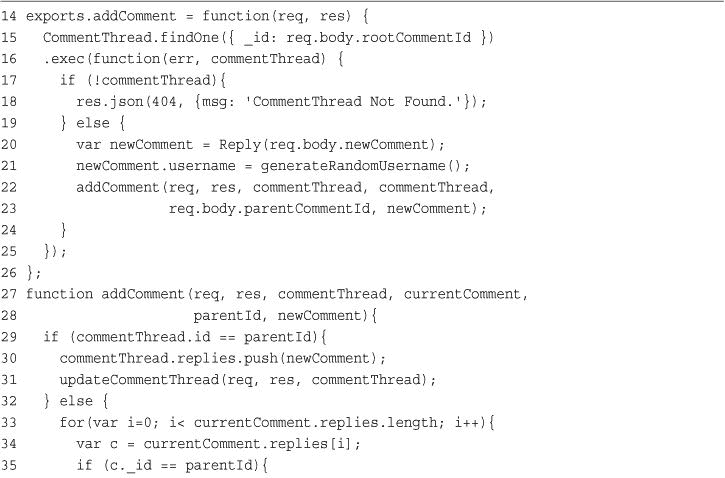 14 exports.addComment = function(req, res) {
15   CommentThread.findOne({ _id: req.body.rootCommentId })
16   .exec(function(err, commentThread) {
17     if (!commentThread){
18       res.json(404, {msg: 'CommentThread Not Found.'});
19     } else {
20       var newComment = Reply(req.body.newComment);
21       newComment.username = generateRandomUsername();
22       addComment(req, res, commentThread, commentThread,
23                  req.body.parentCommentId, newComment);
24     }
25   });
26 };
27 function addComment(req, res, commentThread, currentComment,
28                     parentId, newComment){
29   if (commentThread.id == parentId){
30     commentThread.replies.push(newComment);
31     updateCommentThread(req, res, commentThread);
32   } else {
33     for(var i=0; i< currentComment.replies.length; i++){
34       var c = currentComment.replies[i];
35       if (c._id == parentId){